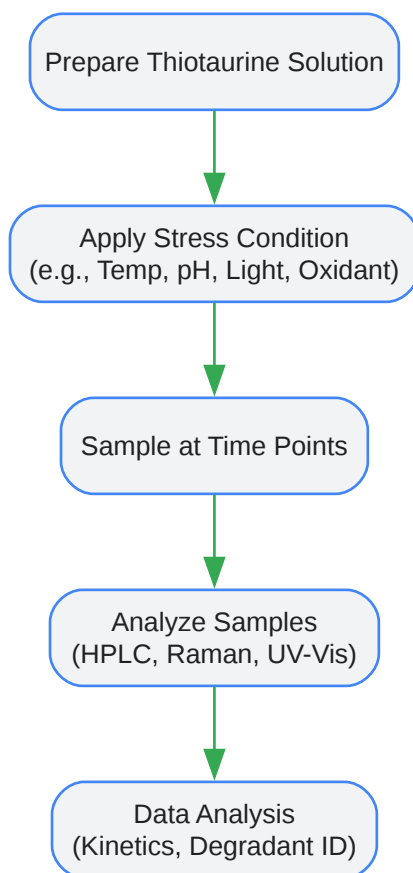 Prepare Thiotaurine Solution
Apply Stress Condition
(e.g., Temp, pH, Light, Oxidant)
Sample at Time Points
Analyze Samples
(HPLC, Raman, UV-Vis)
Data Analysis
(Kinetics, Degradant ID)